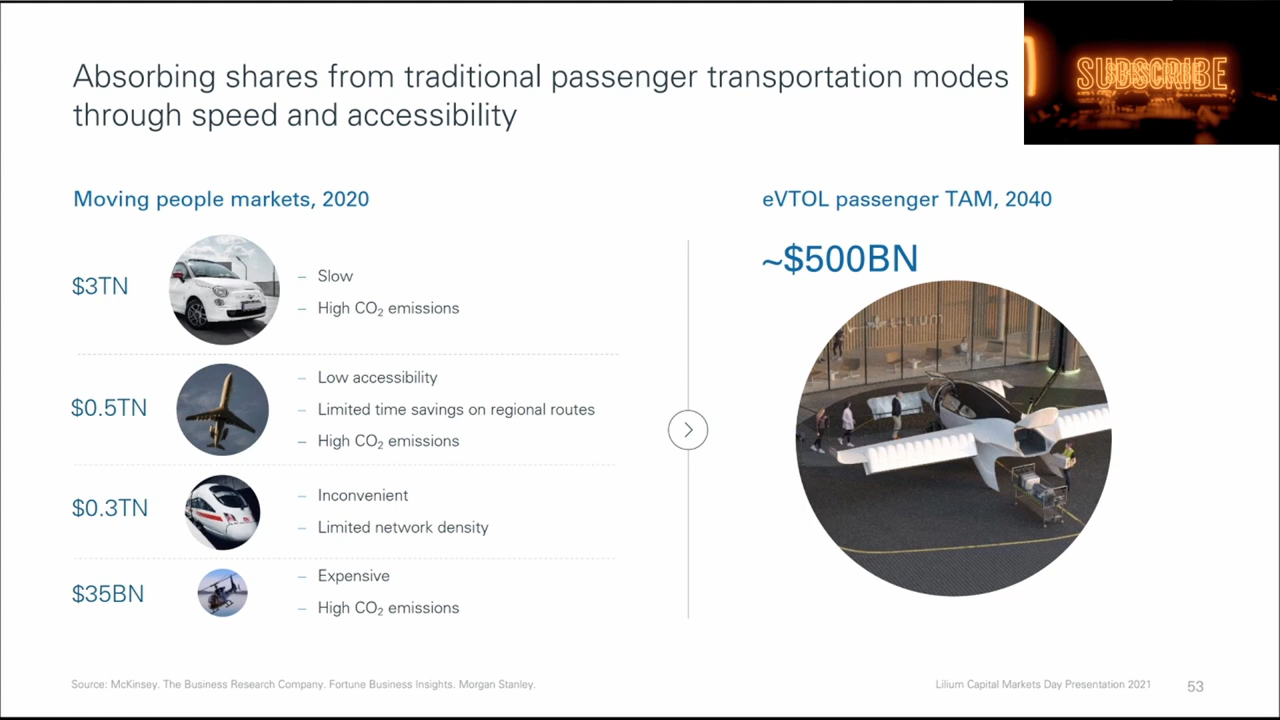 Absorbing shares from traditional passenger transportation modes
through speed and accessibility
SUBSCRIBE
Moving people markets, 2020
$3TN
– Slow
– High CO₂ emissions
$0.5TN
– Low accessibility
– Limited time savings on regional routes
– High CO₂ emissions
$0.3TN
– Inconvenient
– Limited network density
$35BN
– Expensive
– High CO₂ emissions
eVTOL passenger TAM, 2040
~$500BN
LILIUM
Source: McKinsey. The Business Research Company. Fortune Business Insights. Morgan Stanley.
Lilium Capital Markets Day Presentation 2021
53